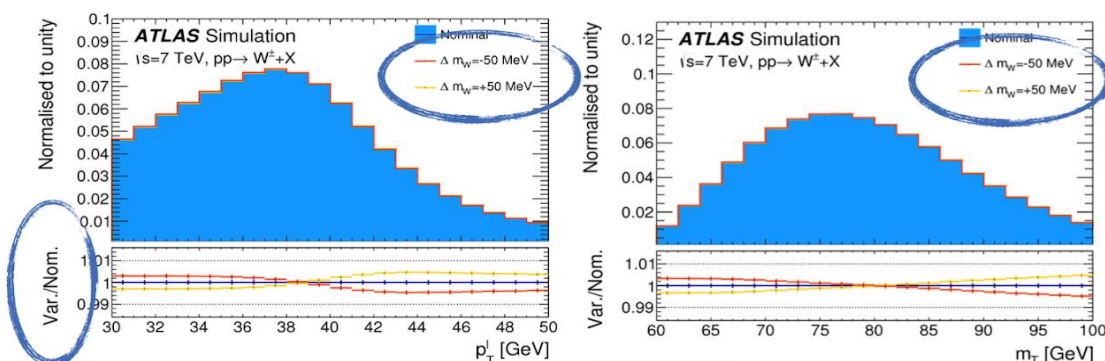 ATLAS Simulation
√s=7 TeV, pp→ W±+X
Nominal
Δ mW=-50 MeV
Δ mW=+50 MeV
Normalised to unity
0.1
0.09
0.08
0.07
0.06
0.05
0.04
0.03
0.02
0.01
Var./Nom.
1.01
1
0.99
30 32 34 36 38 40 42 44 46 48 50
pTl [GeV]
ATLAS Simulation
√s=7 TeV, pp→ W±+X
Nominal
Δ mW=-50 MeV
Δ mW=+50 MeV
Normalised to unity
0.12
0.1
0.08
0.06
0.04
0.02
Var./Nom.
1.01
1
0.99
60 65 70 75 80 85 90 95 100
mT [GeV]